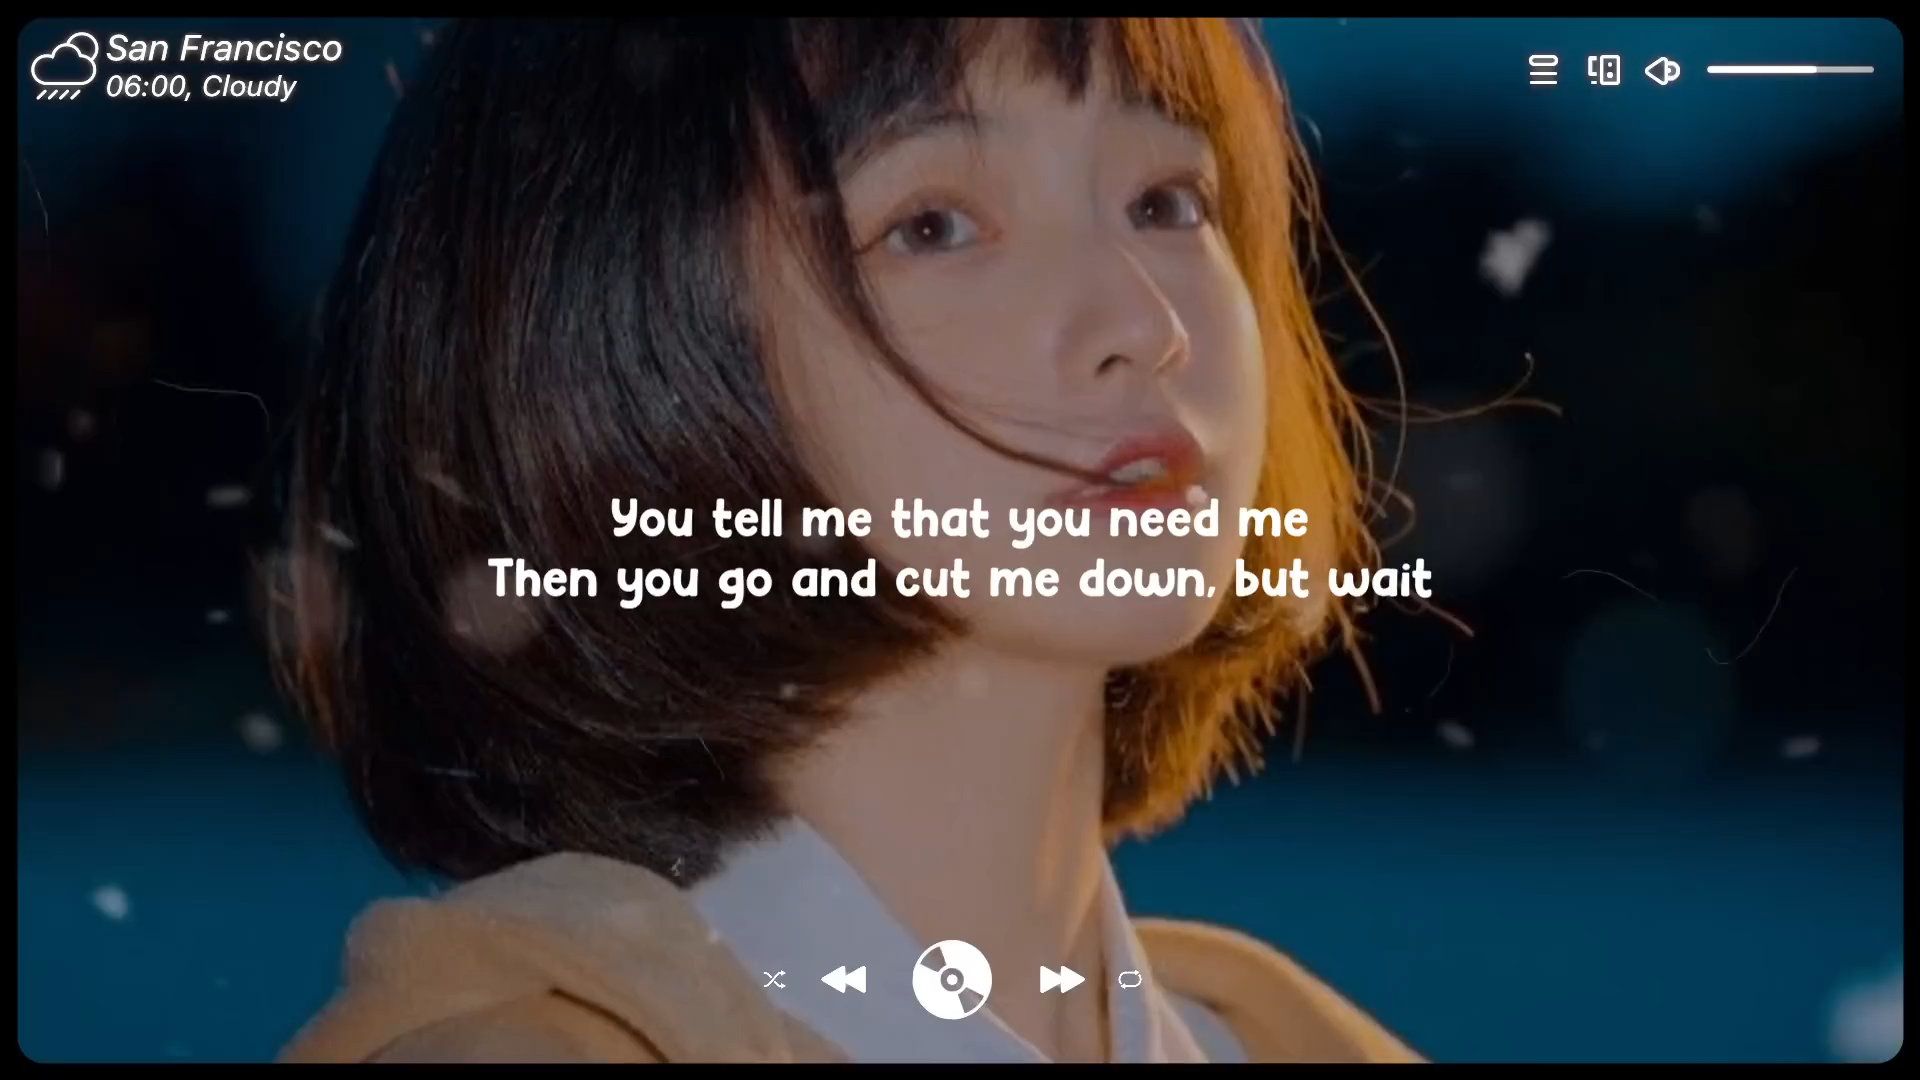 San Francisco
06:00, Cloudy
You tell me that you need me
Then you go and cut me down, but wait